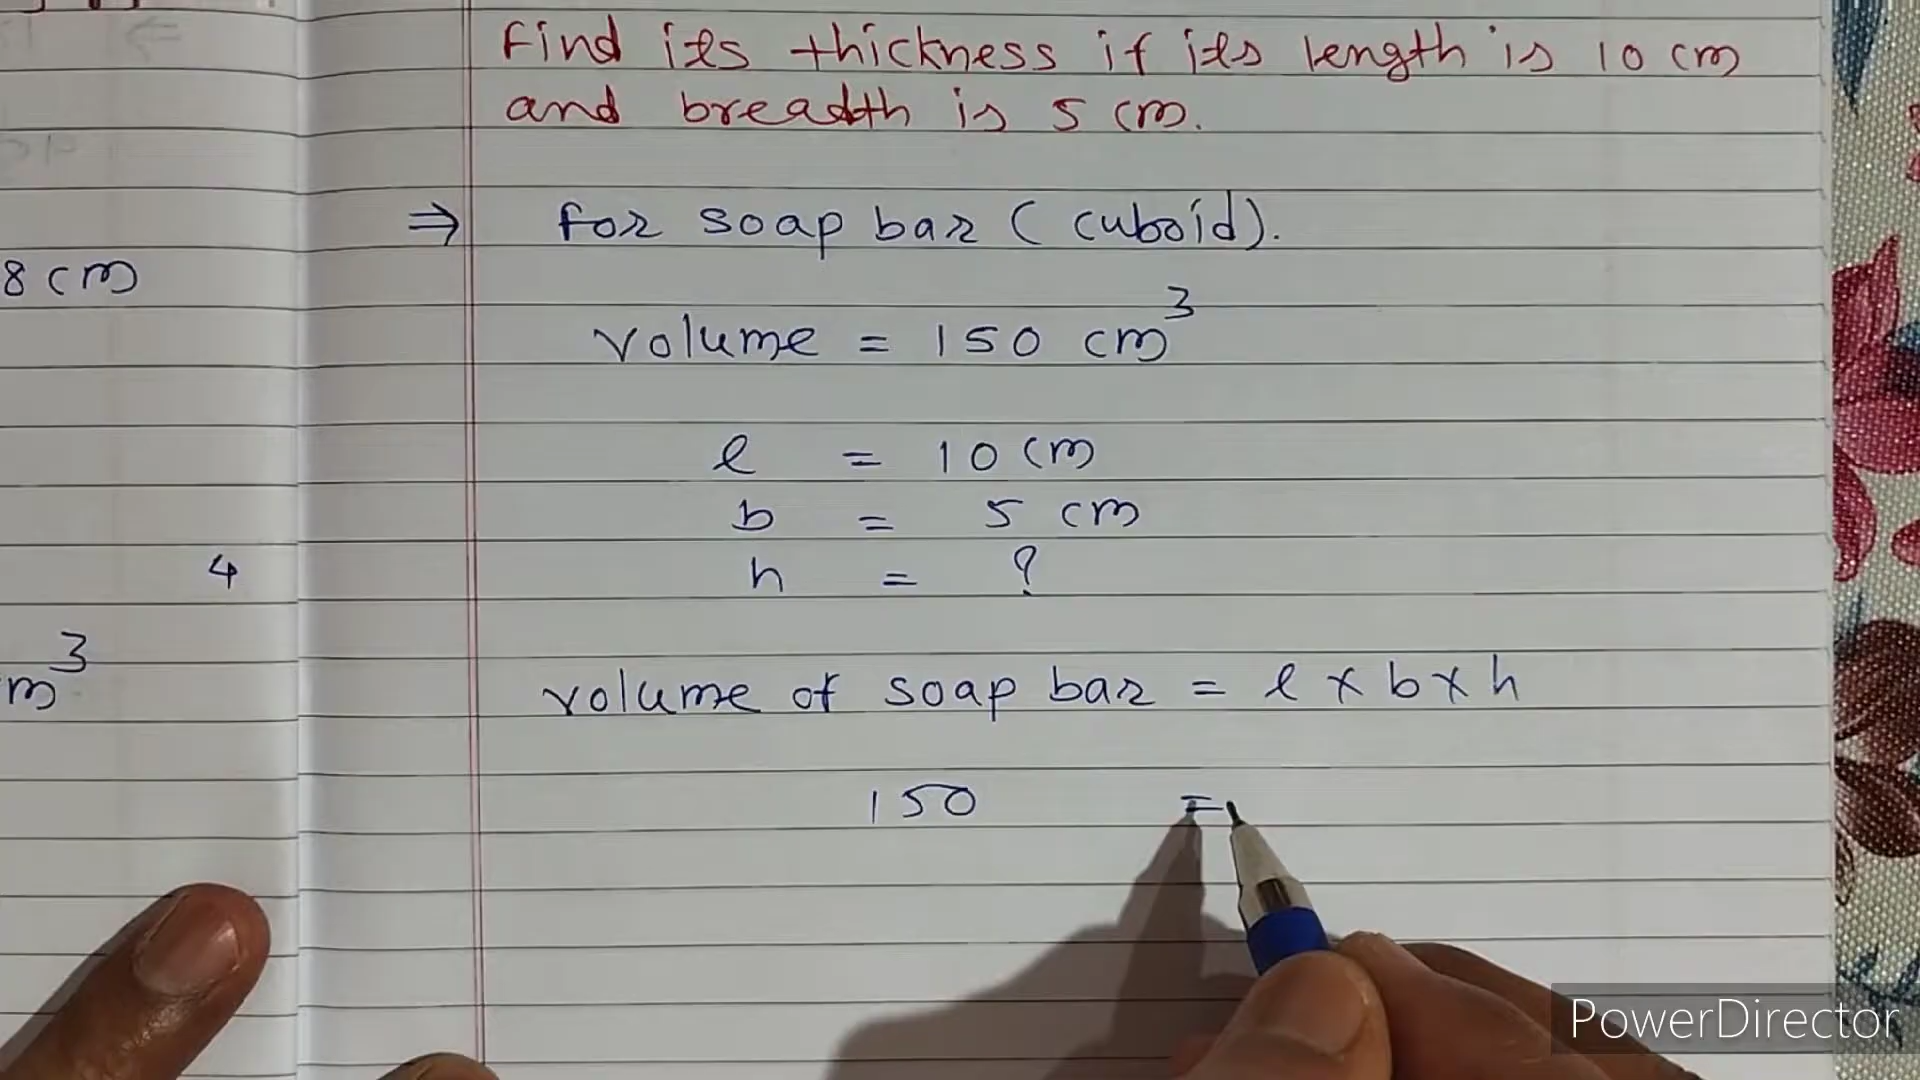 Find its thickness if its length is 10 cm
and breadth is 5 cm.
⇒ For soap bar ( cuboid).
8 cm
volume = 150 cm³
l = 10 cm
b = 5 cm
h = ?
4
m³
volume of soap bar = l x b x h
150 =
PowerDirector